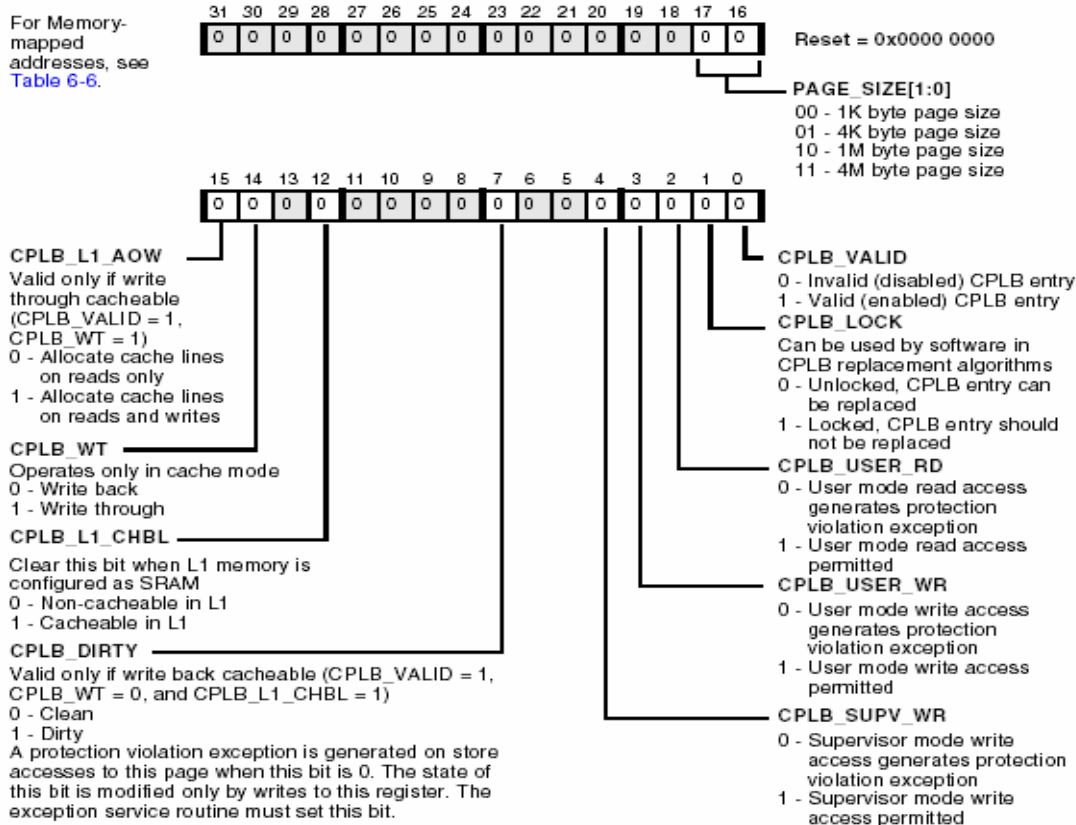 For Memory-
mapped
addresses, see
Table 6-6.
31 30 29 28 27 26 25 24 23 22 21 20 19 18 17 16
0 0 0 0 0 0 0 0 0 0 0 0 0 0 0 0
Reset = 0x0000 0000
PAGE_SIZE[1:0]
00 - 1K byte page size
01 - 4K byte page size
10 - 1M byte page size
11 - 4M byte page size
15 14 13 12 11 10 9 8 7 6 5 4 3 2 1 0
0 0 0 0 0 0 0 0 0 0 0 0 0 0 0 0
CPLB_L1_AOW
Valid only if write
through cacheable
(CPLB_VALID = 1,
CPLB_WT = 1)
0 - Allocate cache lines
on reads only
1 - Allocate cache lines
on reads and writes
CPLB_WT
Operates only in cache mode
0 - Write back
1 - Write through
CPLB_L1_CHBL
Clear this bit when L1 memory is
configured as SRAM
0 - Non-cacheable in L1
1 - Cacheable in L1
CPLB_DIRTY
Valid only if write back cacheable (CPLB_VALID = 1,
CPLB_WT = 0, and CPLB_L1_CHBL = 1)
0 - Clean
1 - Dirty
A protection violation exception is generated on store
accesses to this page when this bit is 0. The state of
this bit is modified only by writes to this register. The
exception service routine must set this bit.
CPLB_VALID
0 - Invalid (disabled) CPLB entry
1 - Valid (enabled) CPLB entry
CPLB_LOCK
Can be used by software in
CPLB replacement algorithms
0 - Unlocked, CPLB entry can
be replaced
1 - Locked, CPLB entry should
not be replaced
CPLB_USER_RD
0 - User mode read access
generates protection
violation exception
1 - User mode read access
permitted
CPLB_USER_WR
0 - User mode write access
generates protection
violation exception
1 - User mode write access
permitted
CPLB_SUPV_WR
0 - Supervisor mode write
access generates protection
violation exception
1 - Supervisor mode write
access permitted